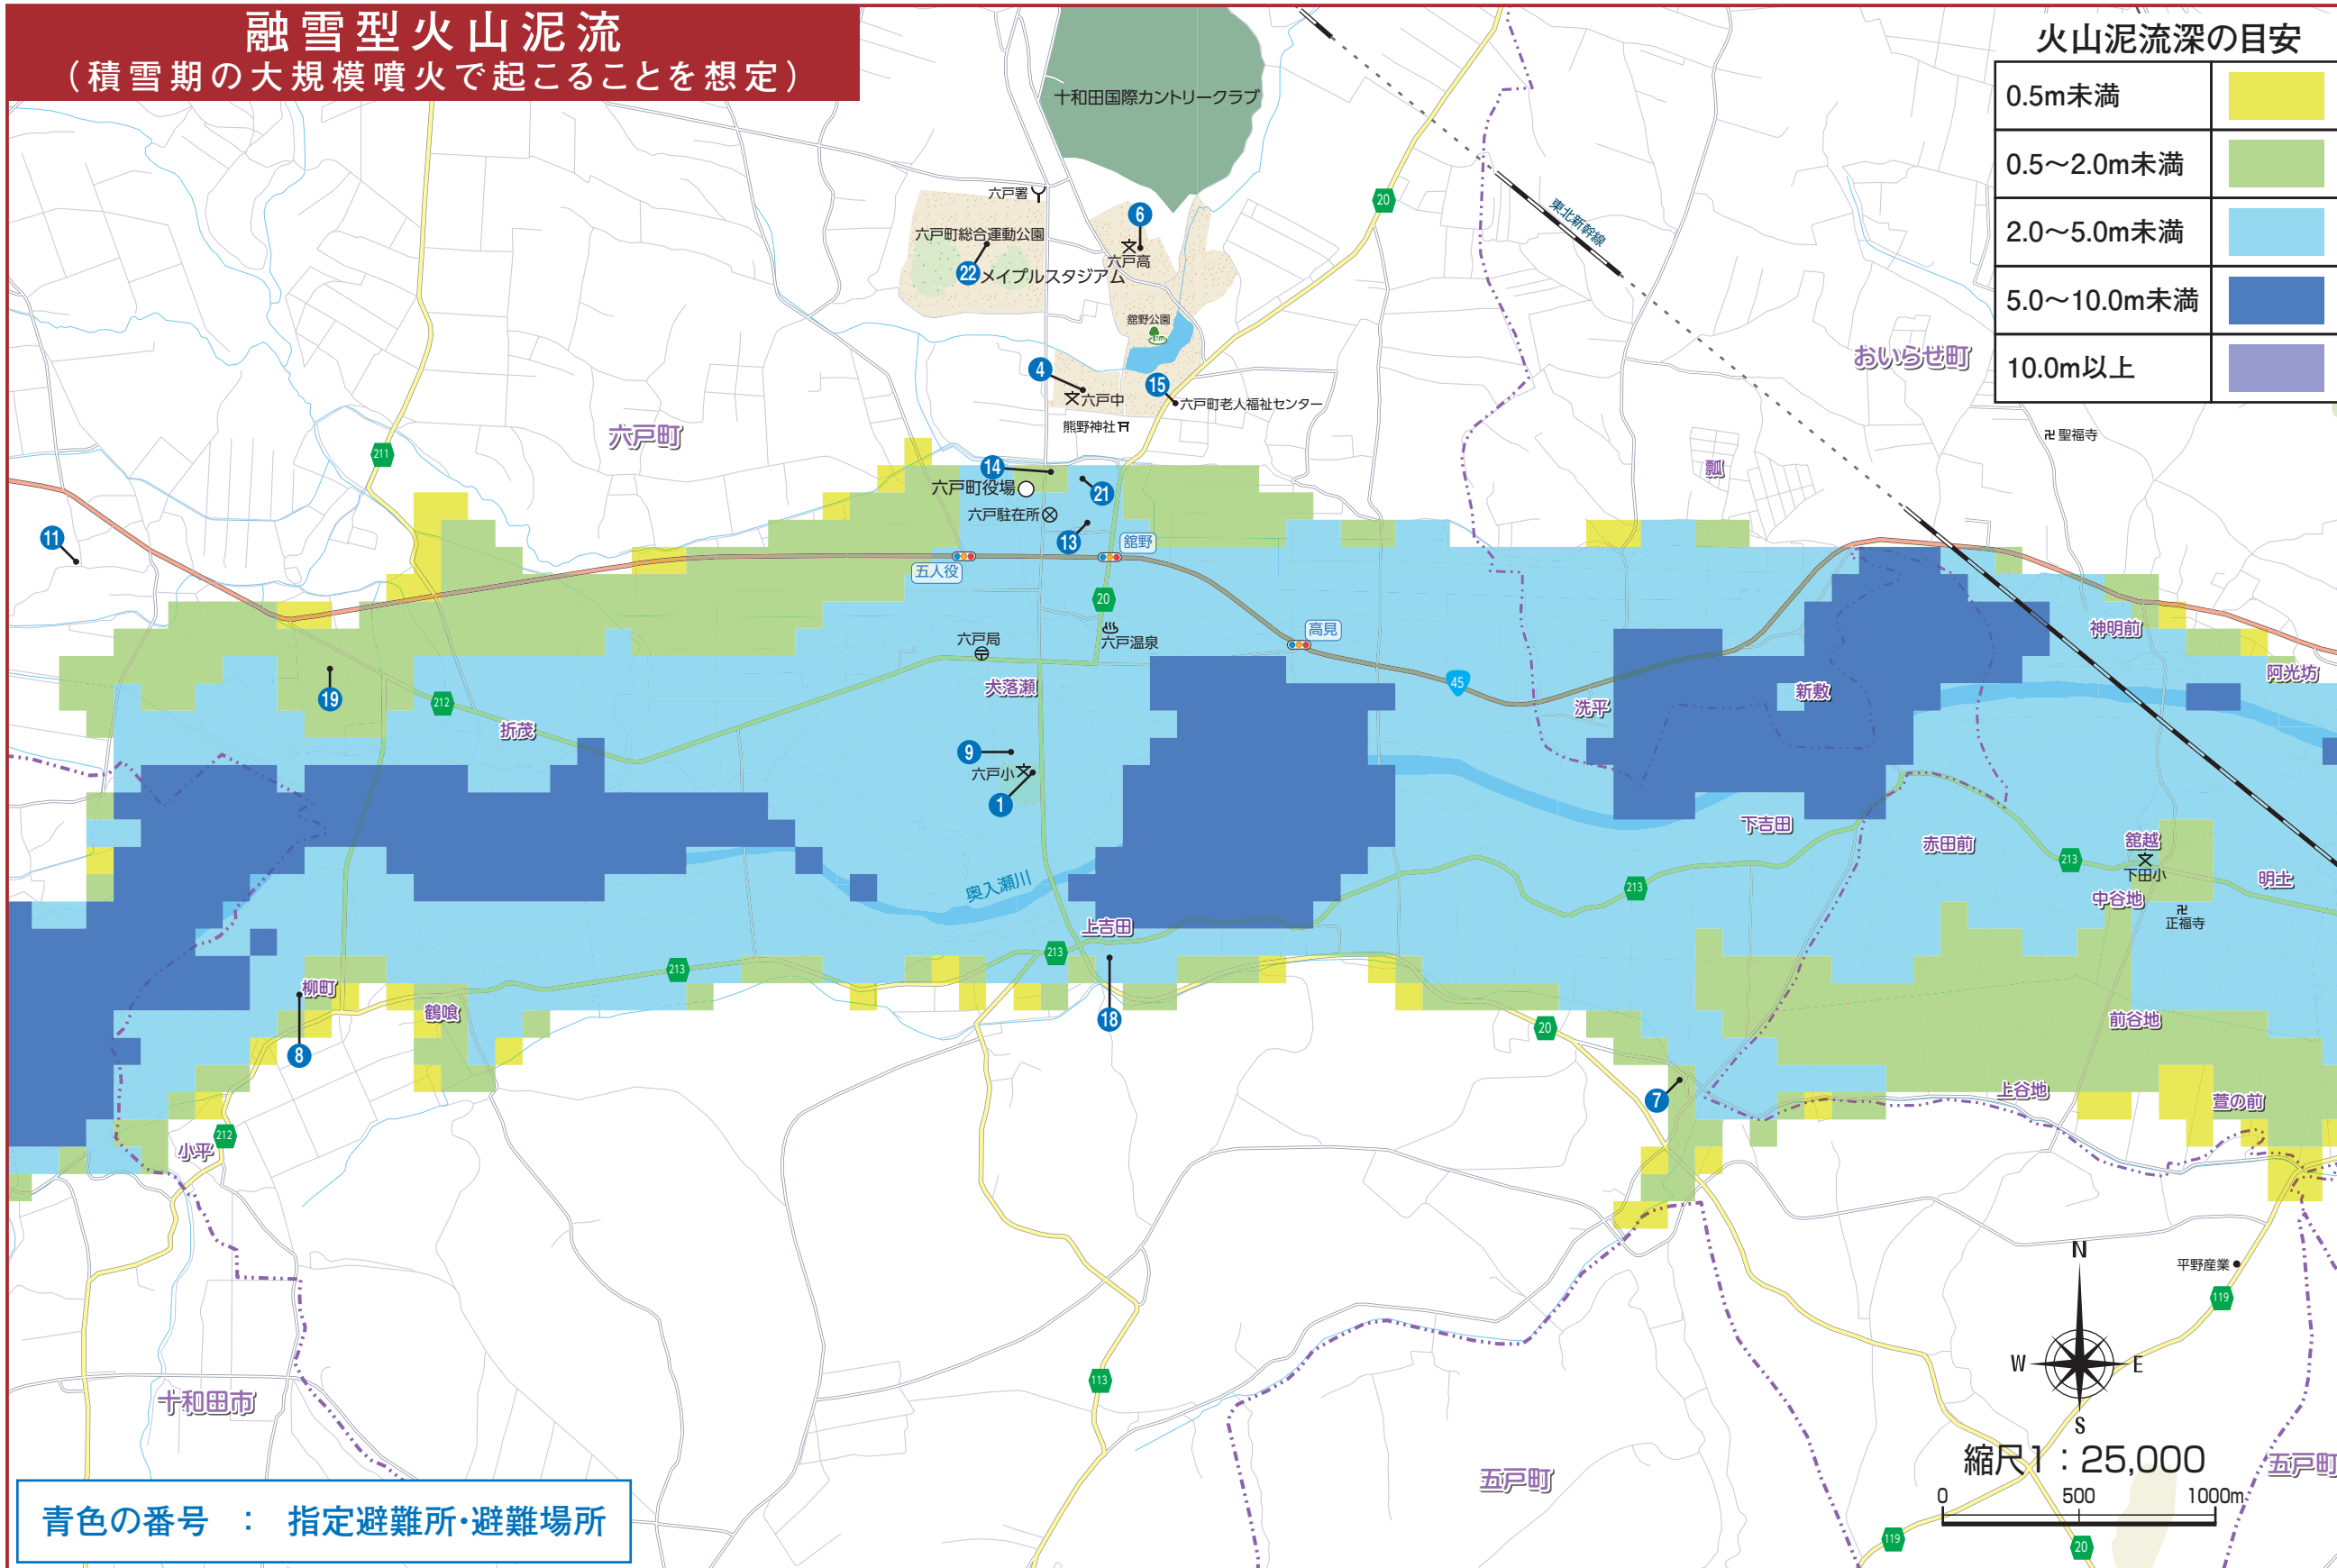 融雪型火山泥流
（積雪期の大規模噴火で起こることを想定）
火山泥流深の目安
0.5m未満
0.5～2.0m未満
2.0～5.0m未満
5.0～10.0m未満
10.0m以上
十和田国際カントリークラブ
六戸署
六戸町総合運動公園
22
メイプルスタジアム
6
六戸高
20
東北新幹線
舘野公園
おいらせ町
4
六戸中
15
六戸町老人福祉センター
熊野神社
六戸町
211
聖福寺
瓢
14
六戸町役場
21
六戸駐在所
13
舘野
11
五人役
20
六戸温泉
高見
六戸局
神明前
阿光坊
犬落瀬
45
新敷
洗平
19
212
折茂
9
六戸小
1
下吉田
赤田前
舘越
213
下田小
明土
213
中谷地
正福寺
奥入瀬川
上吉田
213
213
柳町
鶴喰
18
8
20
前谷地
上谷地
萱の前
7
212
小平
N
W
E
S
平野産業
119
113
十和田市
五戸町
五戸町
縮尺1：25,000
0
500
1000m
119
20
青色の番号　：　指定避難所・避難場所